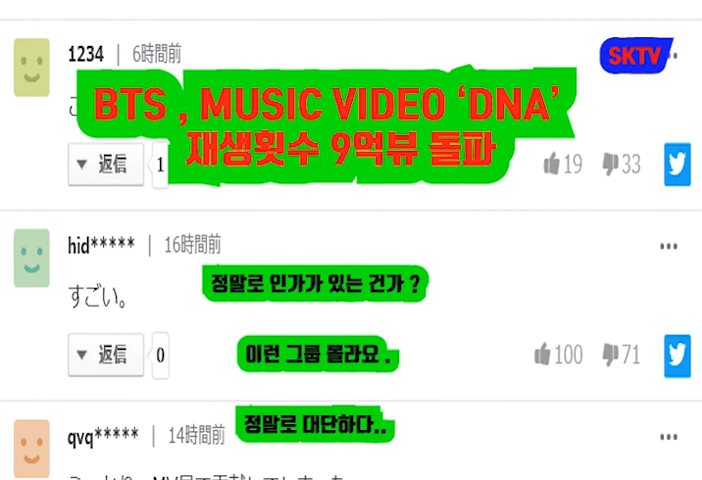 1234 | 6時間前
SKTV
BTS , MUSIC VIDEO ‘DNA’
재생횟수 9억뷰 돌파
▼ 返信 1 19 33
hid***** | 16時間前
정말로 인가가 있는 건가 ?
すごい。
▼ 返信 0 100 71
이런 그룹 몰라요 .
정말로 대단하다..
qvq***** | 14時間前